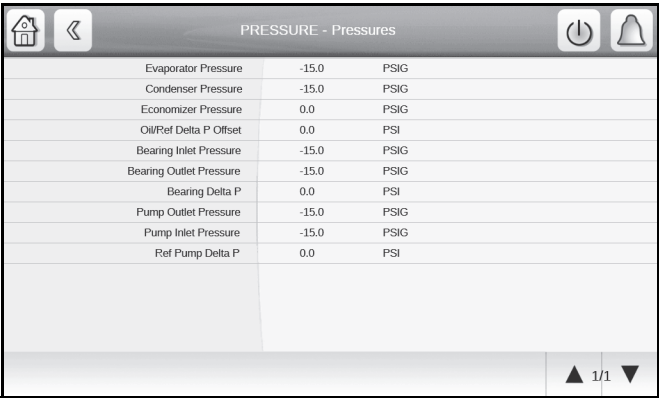 PRESSURE - Pressures
Evaporator Pressure -15.0 PSIG
Condenser Pressure -15.0 PSIG
Economizer Pressure 0.0 PSIG
Oil/Ref Delta P Offset 0.0 PSI
Bearing Inlet Pressure -15.0 PSIG
Bearing Outlet Pressure -15.0 PSIG
Bearing Delta P 0.0 PSI
Pump Outlet Pressure -15.0 PSIG
Pump Inlet Pressure -15.0 PSIG
Ref Pump Delta P 0.0 PSI
1/1